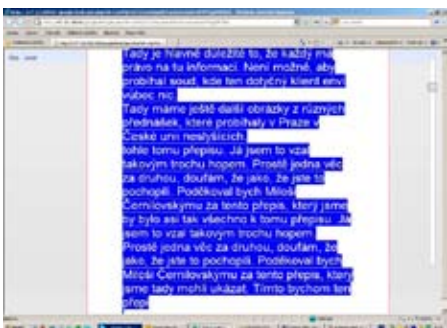 Tady je hlavně důležité to, že každý má
právo na tu informaci. Není možné, aby
probíhal soud, kde ten dotyčný klient enví
vůbec nic.
Tady máme ještě další obrázky z různých
přednášek, které probíhaly v Praze v
České unii neslyšících.
tohle tomu přepisu. Já jsem to vzal
takovým trochu hopem. Prostě jedna věc
za druhou, doufám, že jako, že jste to
pochopili. Poděkoval bych Miloši
Černilovskýmu za tento přepis, který jsme
by bylo asi tak všechno k tomu přepisu. Já
jsem to vzal takovým trochu hopem.
Prostě jedna věc za druhou, doufám, že
jako, že jste to pochopili. Poděkoval bych
Miloši Černilovskýmu za tento přepis, který
jsme tady mohli ukázat. Tímto bychom ten
přepi